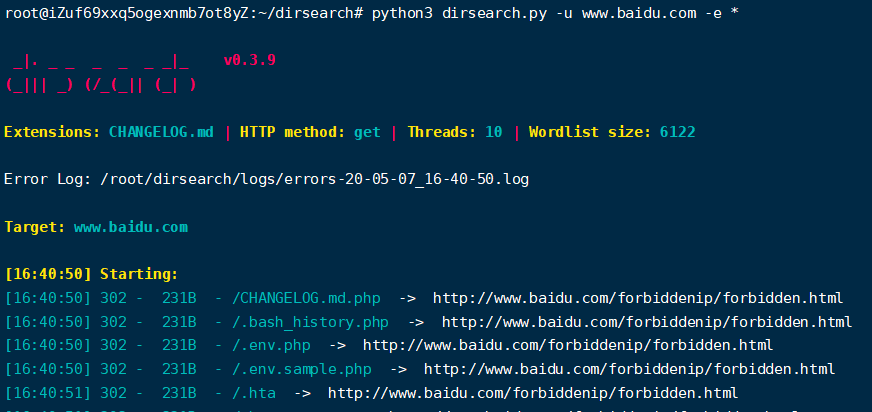 root@iZuf69xxq5ogexnmb7ot8yZ:~/dirsearch# python3 dirsearch.py -u www.baidu.com -e *
 _|. _ _  _  _  _ _|_    v0.3.9
(_||| _) (/_(_|| (_| )
Extensions: CHANGELOG.md | HTTP method: get | Threads: 10 | Wordlist size: 6122
Error Log: /root/dirsearch/logs/errors-20-05-07_16-40-50.log
Target: www.baidu.com
[16:40:50] Starting:
[16:40:50] 302 -  231B  - /CHANGELOG.md.php  ->  http://www.baidu.com/forbiddenip/forbidden.html
[16:40:50] 302 -  231B  - /.bash_history.php  ->  http://www.baidu.com/forbiddenip/forbidden.html
[16:40:50] 302 -  231B  - /.env.php  ->  http://www.baidu.com/forbiddenip/forbidden.html
[16:40:50] 302 -  231B  - /.env.sample.php  ->  http://www.baidu.com/forbiddenip/forbidden.html
[16:40:51] 302 -  231B  - /.hta  ->  http://www.baidu.com/forbiddenip/forbidden.html